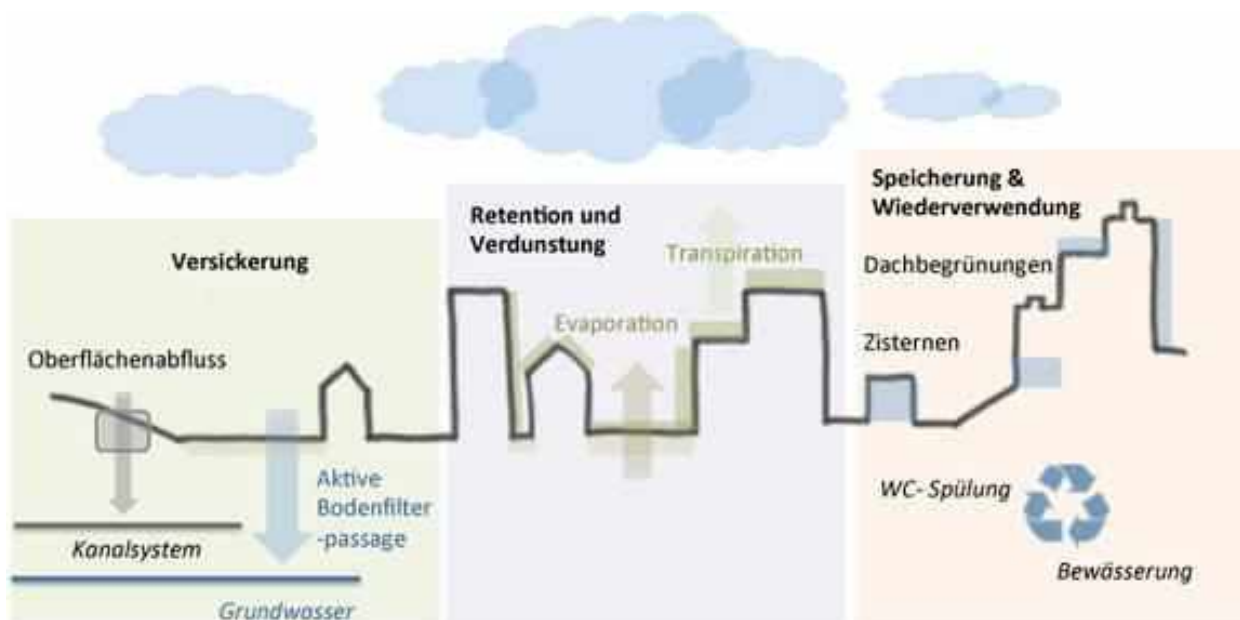 Versickerung
Oberflächenabfluss
Aktive
Bodenfilter
-passage
Kanalsystem
Grundwasser
Retention und
Verdunstung
Transpiration
Evaporation
Speicherung &
Wiederverwendung
Dachbegrünungen
Zisternen
WC- Spülung
Bewässerung